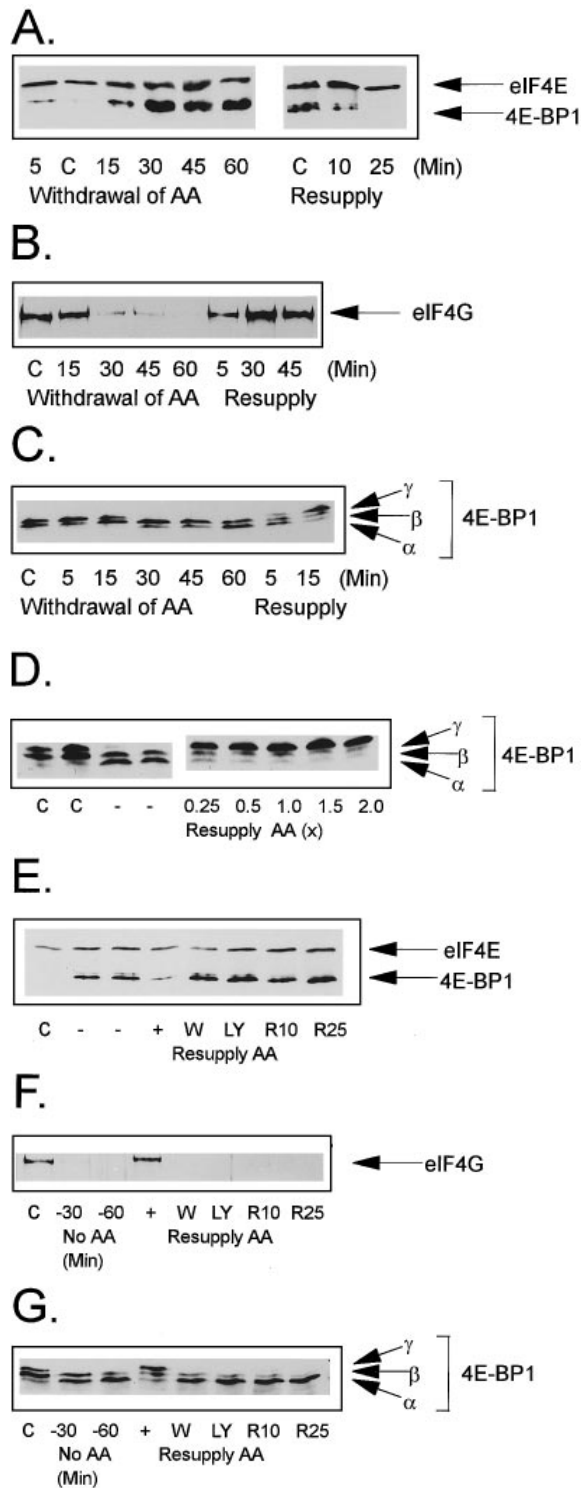 A.
eIF4E
4E-BP1
5 C 15 30 45 60 C 10 25 (Min)
Withdrawal of AA Resupply
B.
eIF4G
C 15 30 45 60 5 30 45 (Min)
Withdrawal of AA Resupply
C.
γ
β 4E-BP1
α
C 5 15 30 45 60 5 15 (Min)
Withdrawal of AA Resupply
D.
γ
β 4E-BP1
α
C C - - 0.25 0.5 1.0 1.5 2.0
Resupply AA (x)
E.
eIF4E
4E-BP1
C - - + W LY R10 R25
Resupply AA
F.
eIF4G
C -30 -60 + W LY R10 R25
No AA Resupply AA
(Min)
G.
γ
β 4E-BP1
α
C -30 -60 + W LY R10 R25
No AA Resupply AA
(Min)